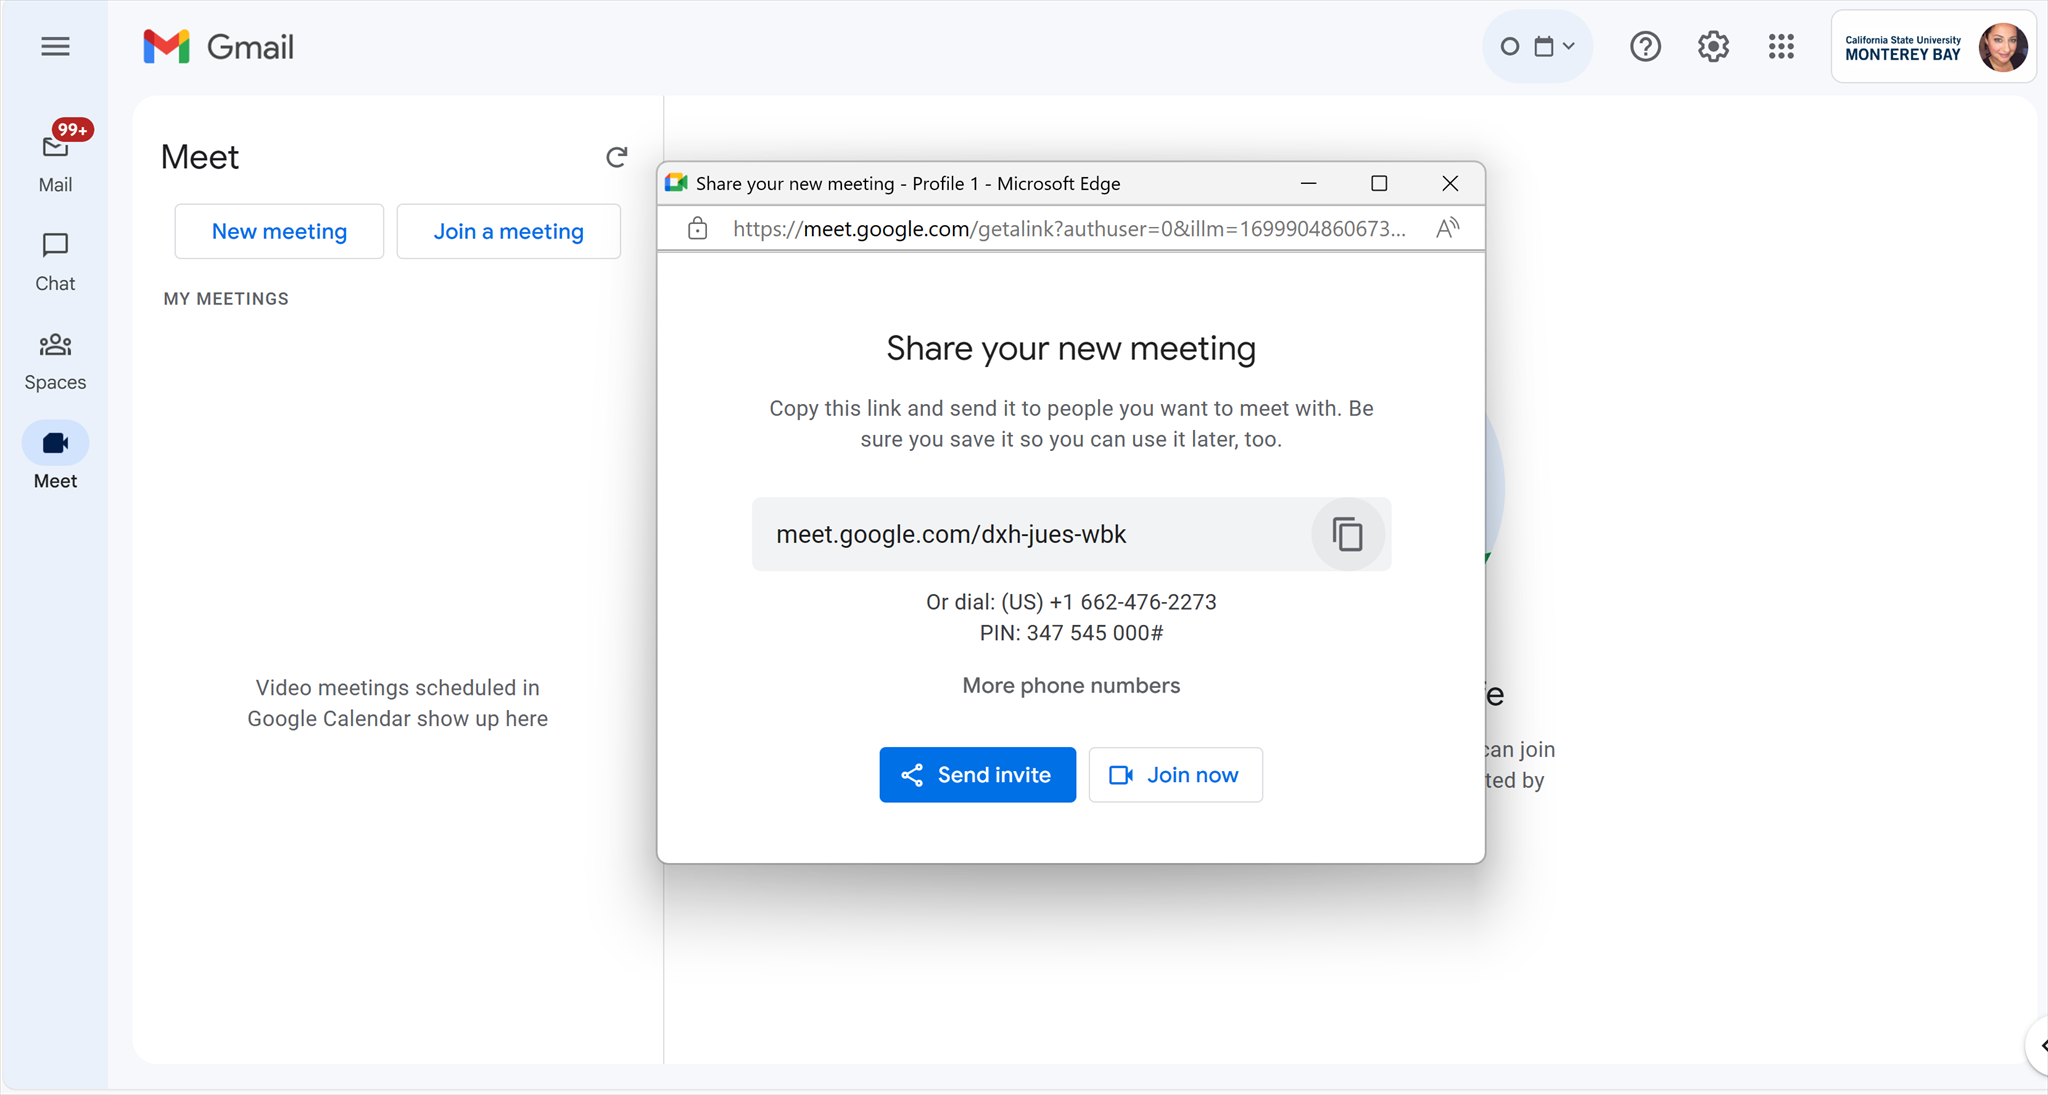 Gmail
California State University
MONTEREY BAY
99+
Mail
Chat
Spaces
Meet
Meet
New meeting
Join a meeting
MY MEETINGS
Video meetings scheduled in
Google Calendar show up here
Share your new meeting - Profile 1 - Microsoft Edge
https://meet.google.com/getalink?authuser=0&illm=1699904860673...
Share your new meeting
Copy this link and send it to people you want to meet with. Be
sure you save it so you can use it later, too.
meet.google.com/dxh-jues-wbk
Or dial: (US) +1 662-476-2273
PIN: 347 545 000#
More phone numbers
Send invite
Join now
can join
by